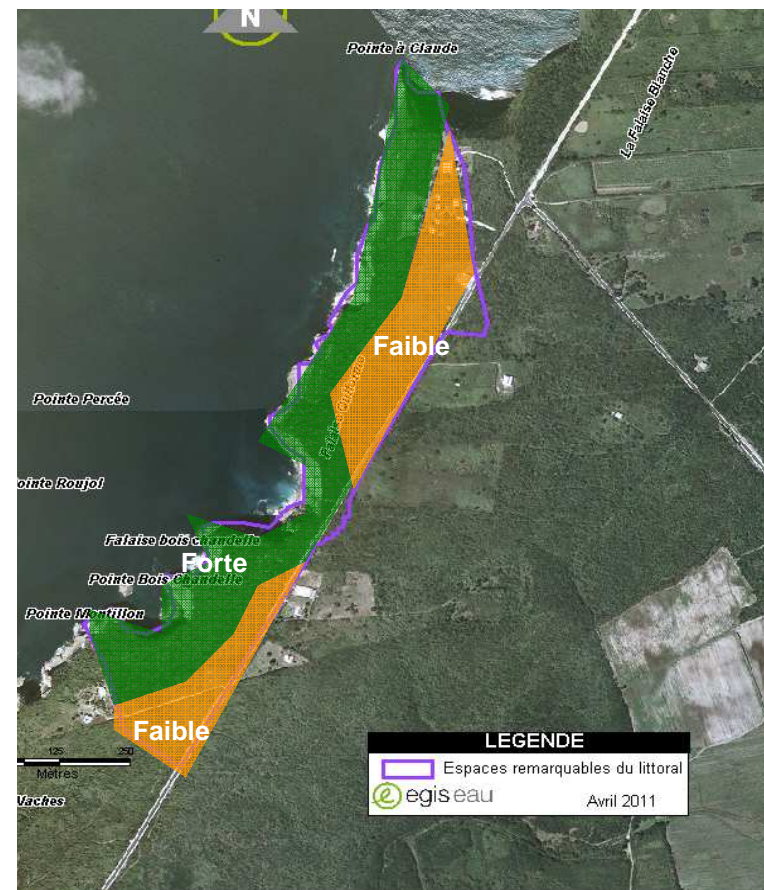 N
Pointe à Claude
La Falaise Blanche
Faible
Pointe Percée
ointe Roujol
Falaise bois chandelle
Forte
Pointe Bois Chandelle
Pointe Montillon
Faible
125
250
Mètres
Vaches
LEGENDE
Espaces remarquables du littoral
egis eau
Avril 2011